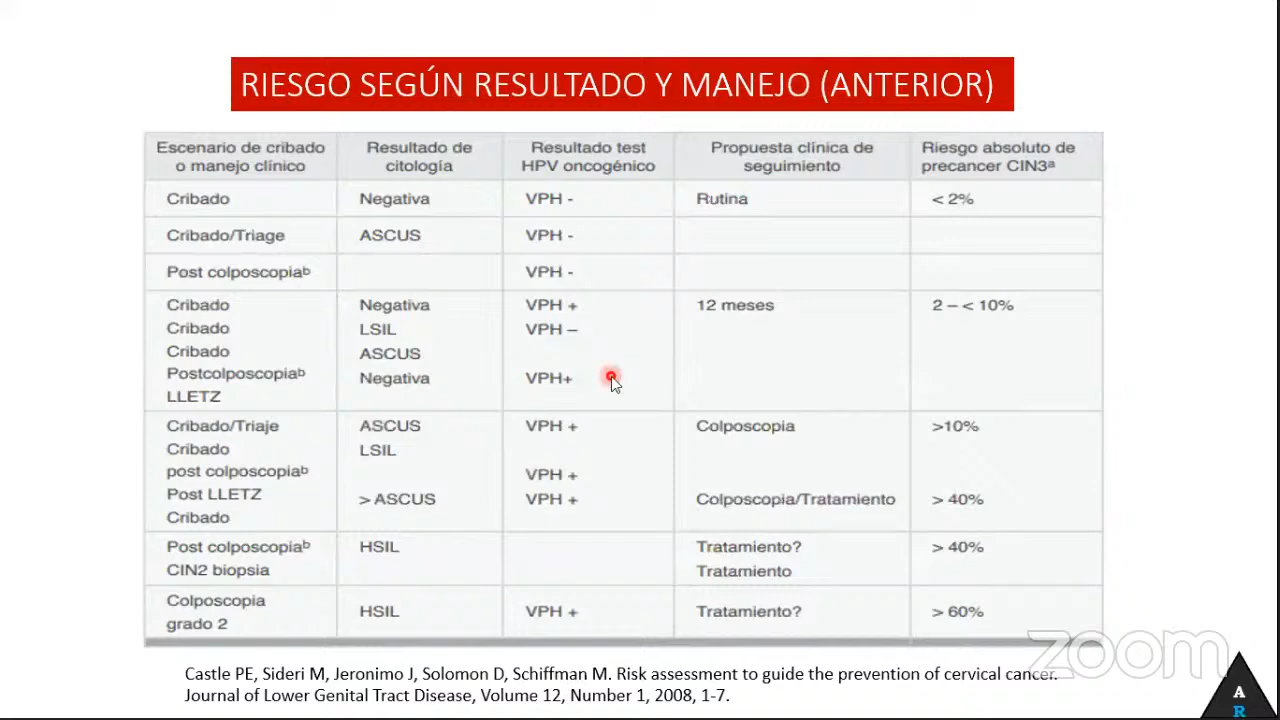 RIESGO SEGÚN RESULTADO Y MANEJO (ANTERIOR)
Escenario de cribado o manejo clínico | Resultado de citología | Resultado test HPV oncogénico | Propuesta clínica de seguimiento | Riesgo absoluto de precancer CIN3ª
Cribado Negativa VPH - Rutina < 2%
Cribado/Triage ASCUS VPH -
Post colposcopiaᵇ VPH -
Cribado Negativa VPH + 12 meses 2 – < 10%
Cribado LSIL VPH –
Cribado ASCUS
Postcolposcopiaᵇ Negativa VPH+
LLETZ
Cribado/Triaje ASCUS VPH + Colposcopia >10%
Cribado LSIL
post colposcopiaᵇ VPH +
Post LLETZ > ASCUS VPH + Colposcopia/Tratamiento > 40%
Cribado
Post colposcopiaᵇ HSIL Tratamiento? > 40%
CIN2 biopsia Tratamiento
Colposcopia
grado 2 HSIL VPH + Tratamiento? > 60%
zoom
Castle PE, Sideri M, Jeronimo J, Solomon D, Schiffman M. Risk assessment to guide the prevention of cervical cancer.
Journal of Lower Genital Tract Disease, Volume 12, Number 1, 2008, 1-7.
A
R